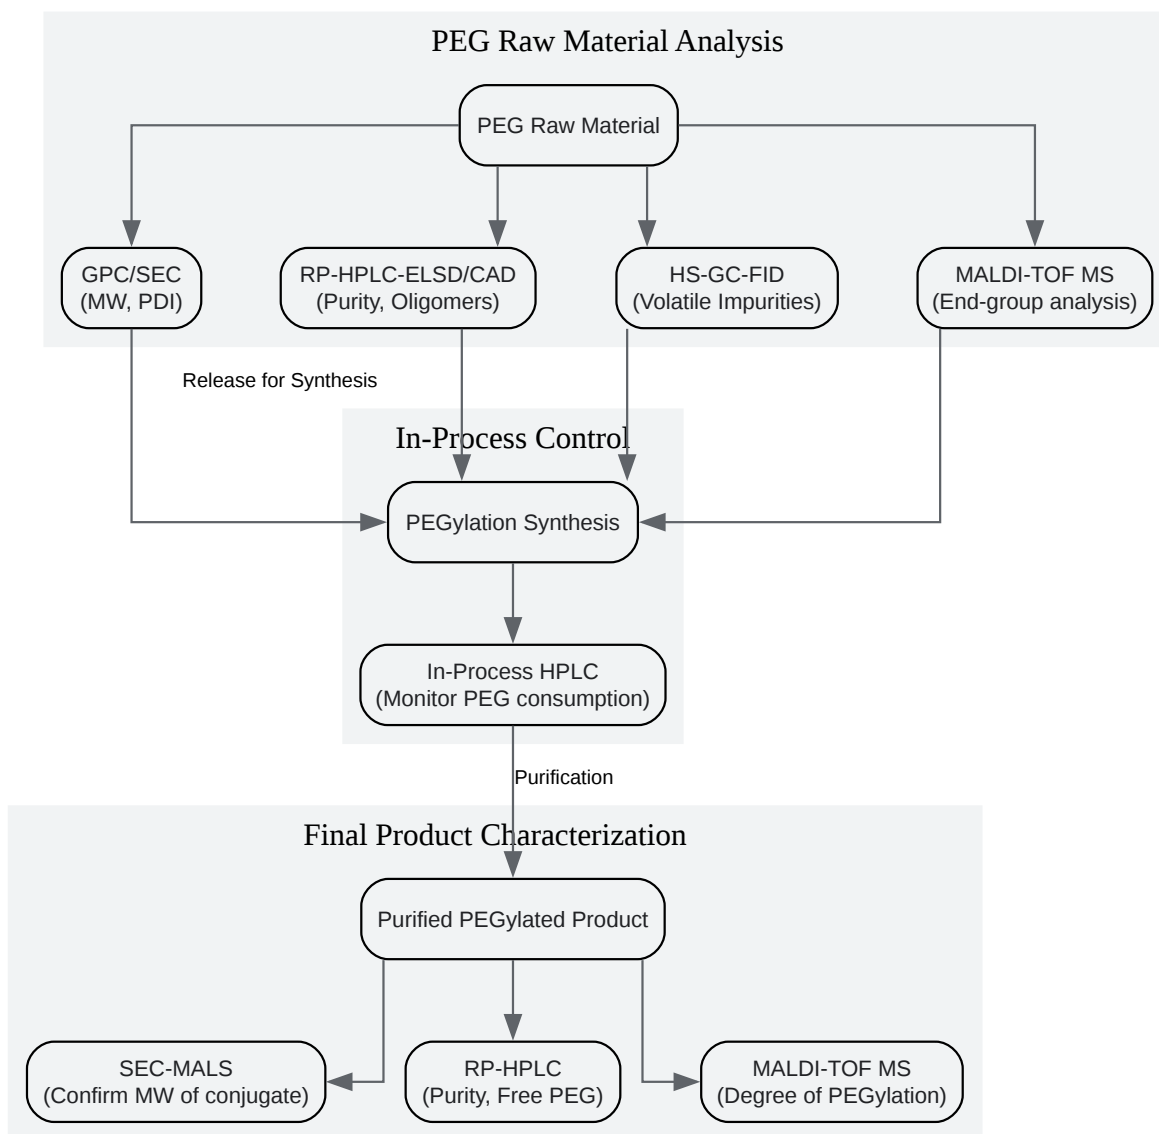 PEG Raw Material Analysis
PEG Raw Material
GPC/SEC
(MW, PDI)
RP-HPLC-ELSD/CAD
(Purity, Oligomers)
HS-GC-FID
(Volatile Impurities)
MALDI-TOF MS
(End-group analysis)
Release for Synthesis
In-Process Control
PEGylation Synthesis
In-Process HPLC
(Monitor PEG consumption)
Purification
Final Product Characterization
Purified PEGylated Product
SEC-MALS
(Confirm MW of conjugate)
RP-HPLC
(Purity, Free PEG)
MALDI-TOF MS
(Degree of PEGylation)